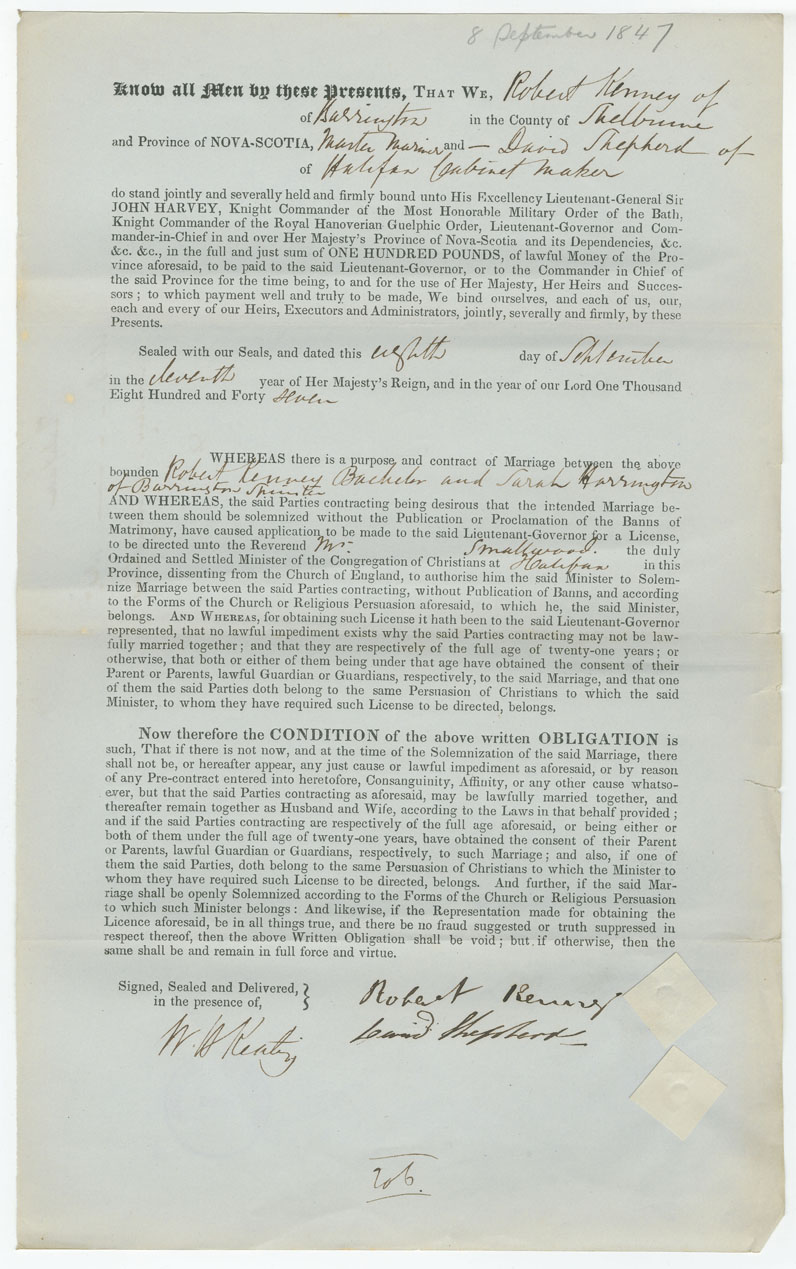 8 September 1847
Know all Men by these Presents, THAT WE, Robert Kenney of
of Barrington in the County of Shelburne
and Province of NOVA-SCOTIA, Master Mariner and — David Shepherd of
of Halifax Cabinet Maker
do stand jointly and severally held and firmly bound unto His Excellency Lieutenant-General Sir
JOHN HARVEY, Knight Commander of the Most Honorable Military Order of the Bath,
Knight Commander of the Royal Hanoverian Guelphic Order, Lieutenant-Governor and Com-
mander-in-Chief in and over Her Majesty's Province of Nova-Scotia and its Dependencies, &c.
&c. &c., in the full and just sum of ONE HUNDRED POUNDS, of lawful Money of the Pro-
vince aforesaid, to be paid to the said Lieutenant-Governor, or to the Commander in Chief of
the said Province for the time being, to and for the use of Her Majesty, Her Heirs and Succes-
sors; to which payment well and truly to be made, We bind ourselves, and each of us, our,
each and every of our Heirs, Executors and Administrators, jointly, severally and firmly, by these
Presents.
Sealed with our Seals, and dated this eighth day of September
in the eleventh year of Her Majesty's Reign, and in the year of our Lord One Thousand
Eight Hundred and Forty seven
WHEREAS there is a purpose and contract of Marriage between the above
bounden Robert Kenney Bachelor and Sarah Harrington
of Barrington Spinster
AND WHEREAS, the said Parties contracting being desirous that the intended Marriage be-
tween them should be solemnized without the Publication or Proclamation of the Banns of
Matrimony, have caused application to be made to the said Lieutenant-Governor for a License,
to be directed unto the Reverend Mr. Smallwood. the duly
Ordained and Settled Minister of the Congregation of Christians at Halifax in this
Province, dissenting from the Church of England, to authorise him the said Minister to Solem-
nize Marriage between the said Parties contracting, without Publication of Banns, and according
to the Forms of the Church or Religious Persuasion aforesaid, to which he, the said Minister,
belongs. AND WHEREAS, for obtaining such License it hath been to the said Lieutenant-Governor
represented, that no lawful impediment exists why the said Parties contracting may not be law-
fully married together; and that they are respectively of the full age of twenty-one years; or
otherwise, that both or either of them being under that age have obtained the consent of their
Parent or Parents, lawful Guardian or Guardians, respectively, to the said Marriage, and that one
of them the said Parties doth belong to the same Persuasion of Christians to which the said
Minister, to whom they have required such License to be directed, belongs.
Now therefore the CONDITION of the above written OBLIGATION is
such, That if there is not now, and at the time of the Solemnization of the said Marriage, there
shall not be, or hereafter appear, any just cause or lawful impediment as aforesaid, or by reason
of any Pre-contract entered into heretofore, Consanguinity, Affinity, or any other cause whatso-
ever, but that the said Parties contracting as aforesaid, may be lawfully married together, and
thereafter remain together as Husband and Wife, according to the Laws in that behalf provided;
and if the said Parties contracting are respectively of the full age aforesaid, or being either or
both of them under the full age of twenty-one years, have obtained the consent of their Parent
or Parents, lawful Guardian or Guardians, respectively, to such Marriage; and also, if one of
them the said Parties, doth belong to the same Persuasion of Christians to which the Minister to
whom they have required such License to be directed, belongs. And further, if the said Mar-
riage shall be openly Solemnized according to the Forms of the Church or Religious Persuasion
to which such Minister belongs: And likewise, if the Representation made for obtaining the
Licence aforesaid, be in all things true, and there be no fraud suggested or truth suppressed in
respect thereof, then the above Written Obligation shall be void; but if otherwise, then the
same shall be and remain in full force and virtue.
Signed, Sealed and Delivered,
in the presence of,
Robert Kenney
David Shepherd
W H Keating